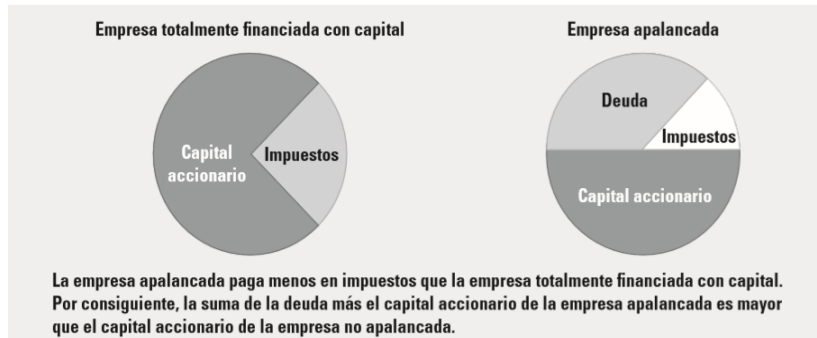 Empresa totalmente financiada con capital
Capital
accionario
Impuestos
Empresa apalancada
Deuda
Impuestos
Capital accionario
La empresa apalancada paga menos en impuestos que la empresa totalmente financiada con capital.
Por consiguiente, la suma de la deuda más el capital accionario de la empresa apalancada es mayor
que el capital accionario de la empresa no apalancada.